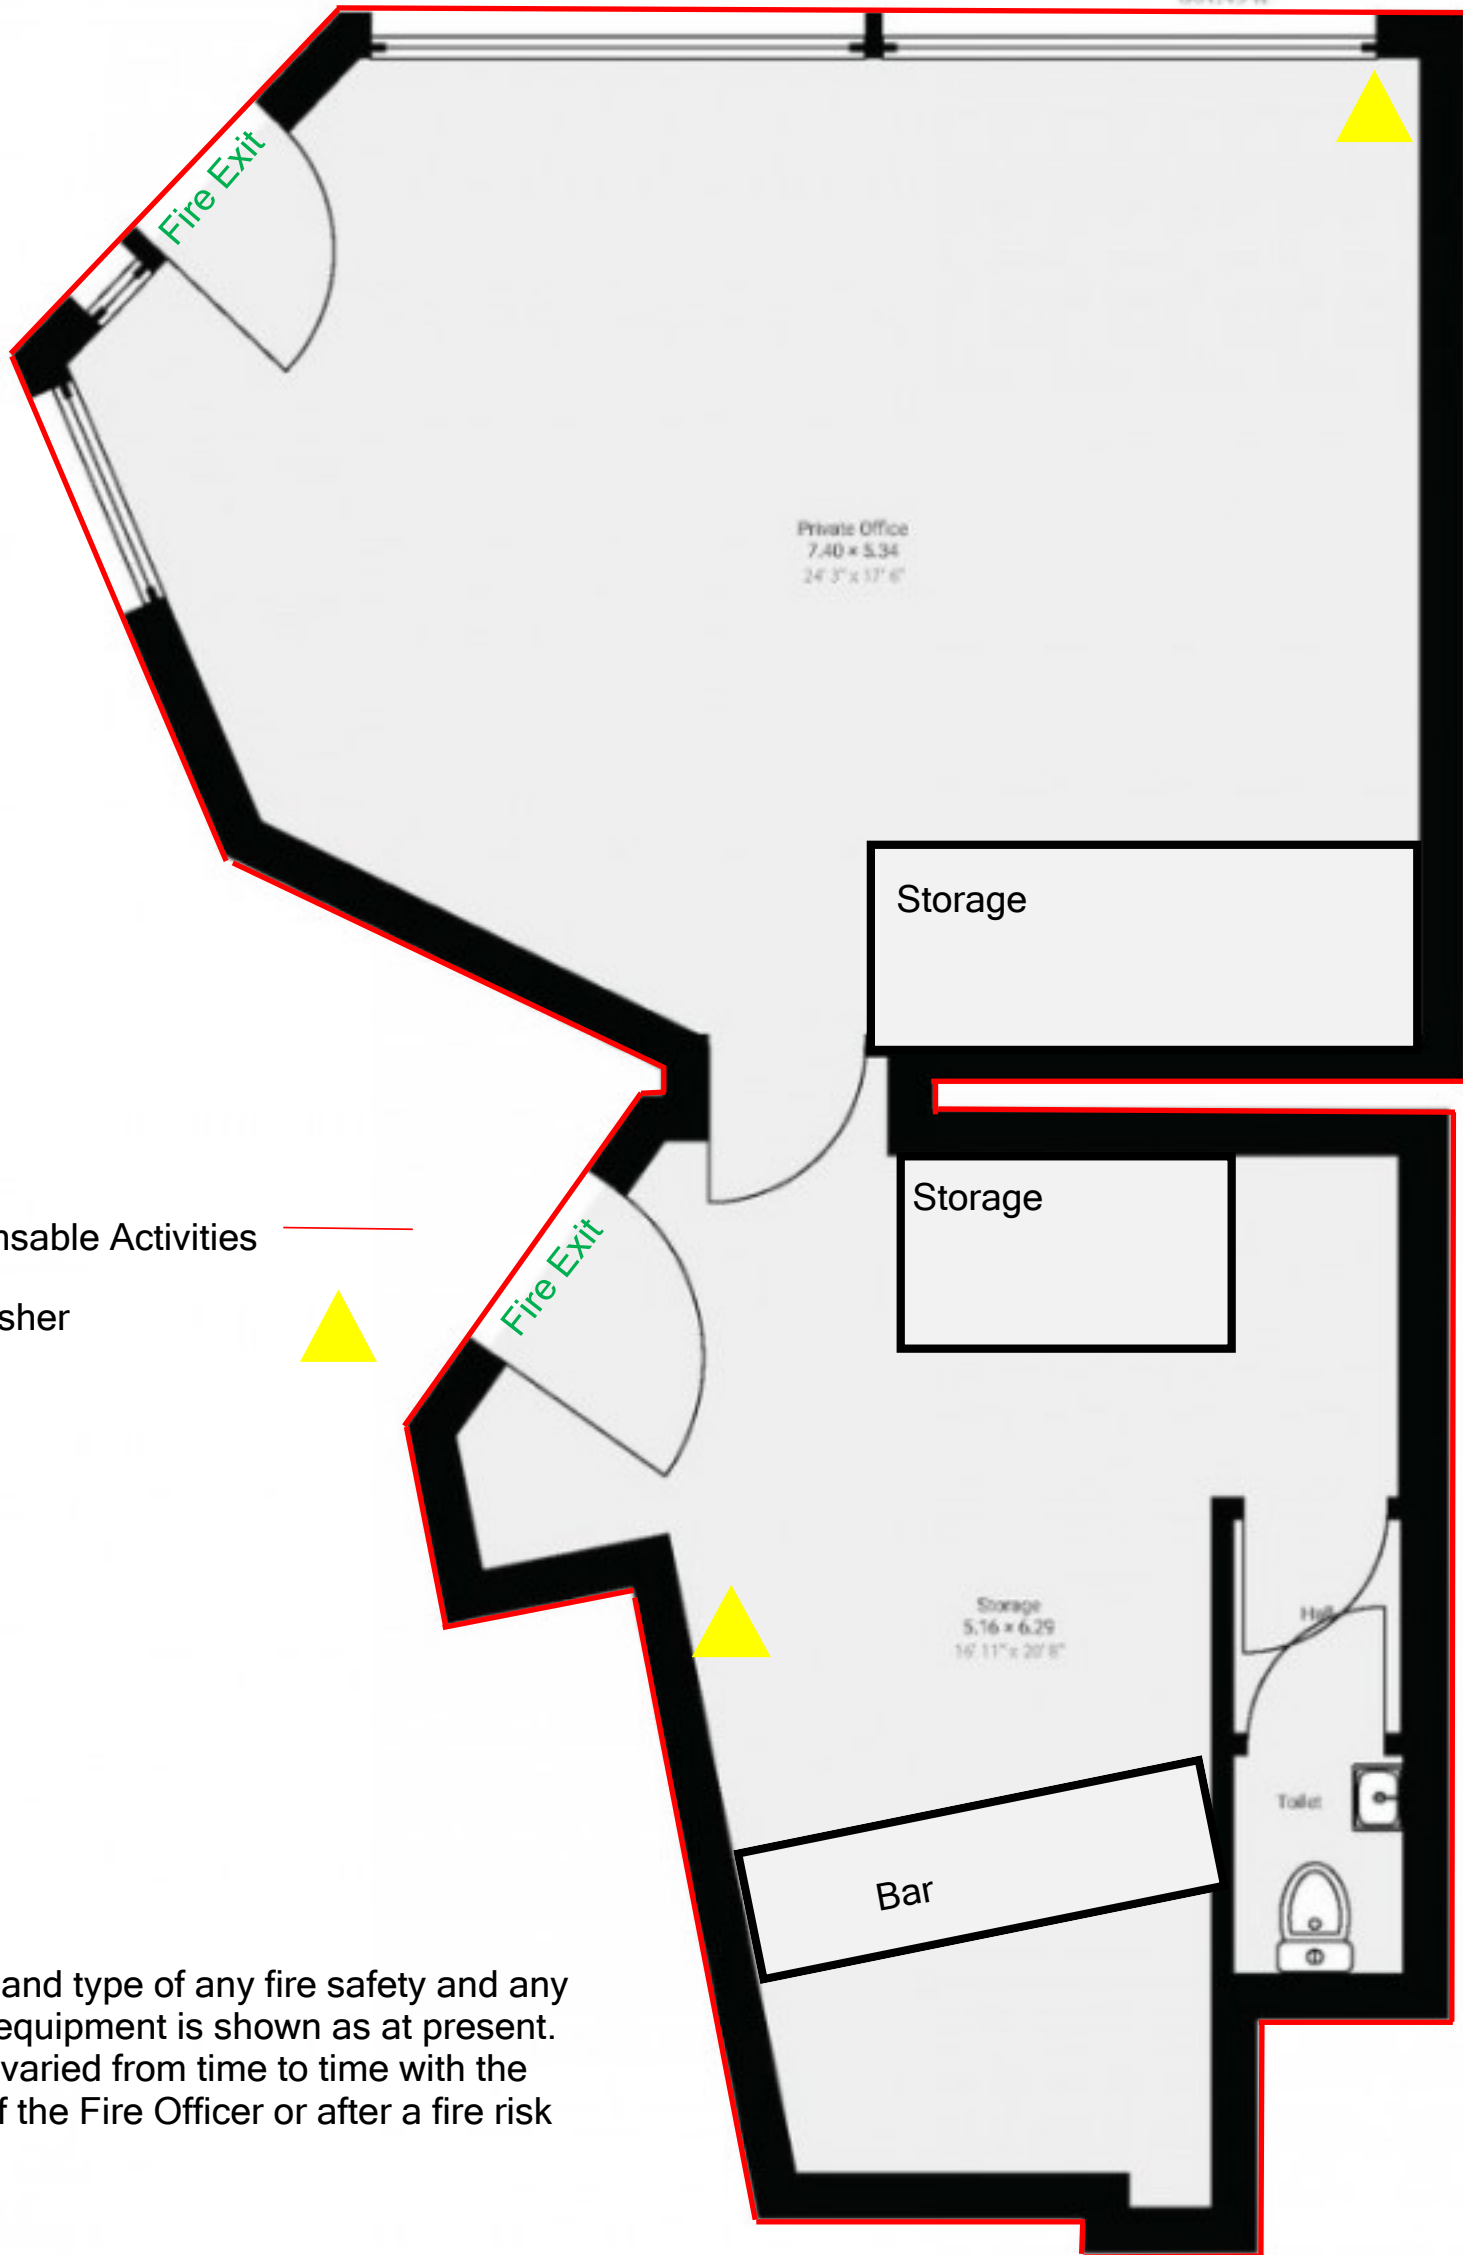 Fire Exit
Private Office
7.40 × 5.34
24' 3" x 17' 6"
Storage
Storage
nsable Activities
Fire Exit
sher
Storage
5.16 × 6.29
16' 11" x 20' 8"
Hall
Toilet
Bar
and type of any fire safety and any
equipment is shown as at present.
varied from time to time with the
f the Fire Officer or after a fire risk